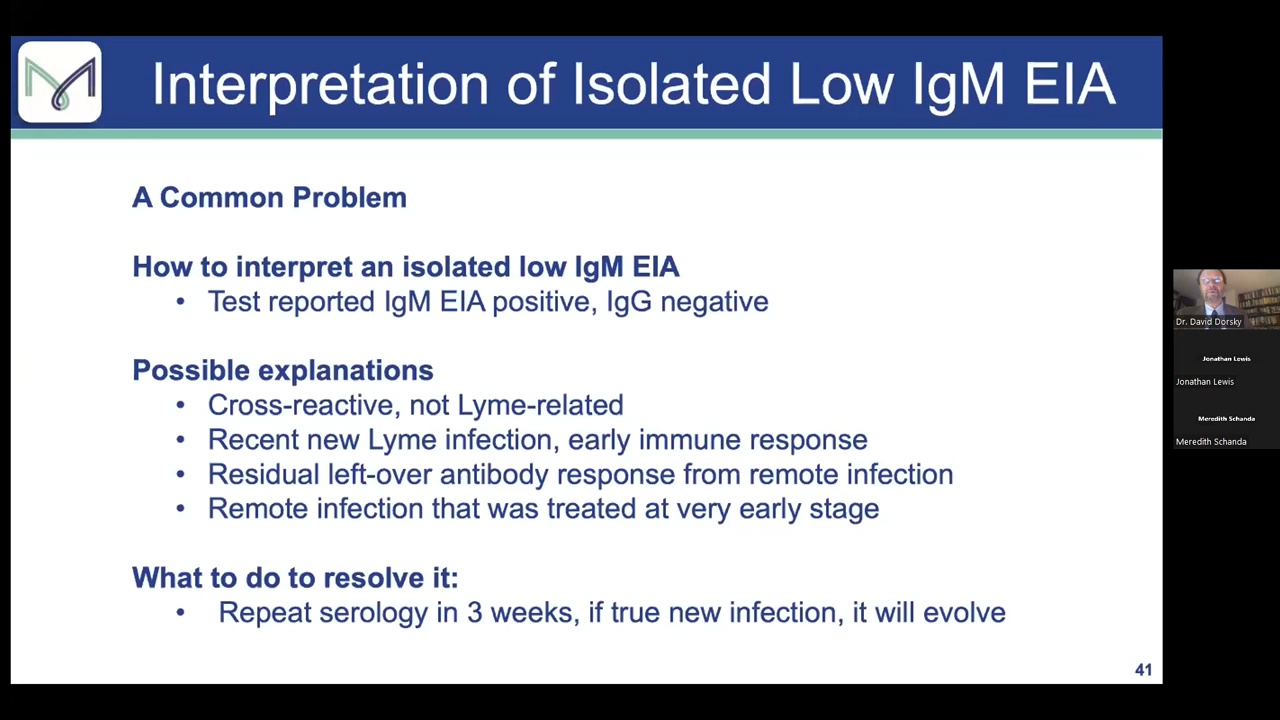 Interpretation of Isolated Low IgM EIA
A Common Problem
How to interpret an isolated low IgM EIA
• Test reported IgM EIA positive, IgG negative
Possible explanations
• Cross-reactive, not Lyme-related
• Recent new Lyme infection, early immune response
• Residual left-over antibody response from remote infection
• Remote infection that was treated at very early stage
What to do to resolve it:
• Repeat serology in 3 weeks, if true new infection, it will evolve
41
Dr. David Dorsky
Jonathan Lewis
Jonathan Lewis
Meredith Schanda
Meredith Schanda